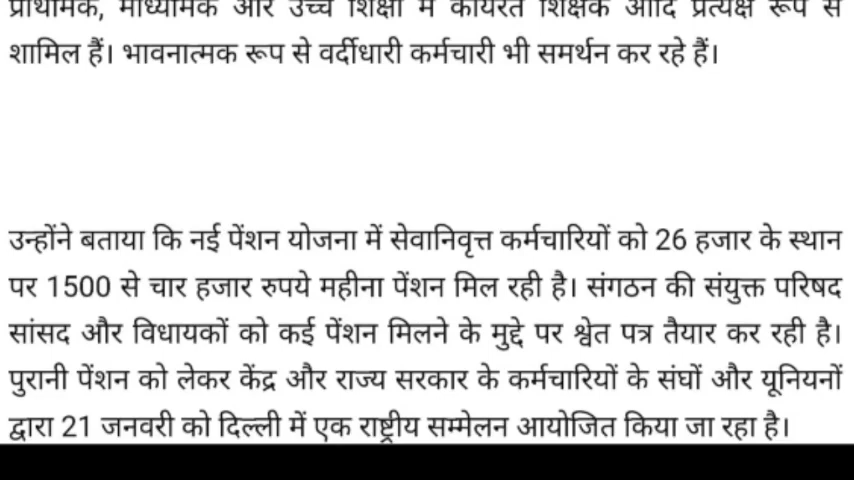 प्राथमिक, माध्यमिक और उच्च शिक्षा में कार्यरत शिक्षक आदि प्रत्यक्ष रूप से
शामिल हैं। भावनात्मक रूप से वर्दीधारी कर्मचारी भी समर्थन कर रहे हैं।
उन्होंने बताया कि नई पेंशन योजना में सेवानिवृत्त कर्मचारियों को 26 हजार के स्थान
पर 1500 से चार हजार रुपये महीना पेंशन मिल रही है। संगठन की संयुक्त परिषद
सांसद और विधायकों को कई पेंशन मिलने के मुद्दे पर श्वेत पत्र तैयार कर रही है।
पुरानी पेंशन को लेकर केंद्र और राज्य सरकार के कर्मचारियों के संघों और यूनियनों
द्वारा 21 जनवरी को दिल्ली में एक राष्ट्रीय सम्मेलन आयोजित किया जा रहा है।